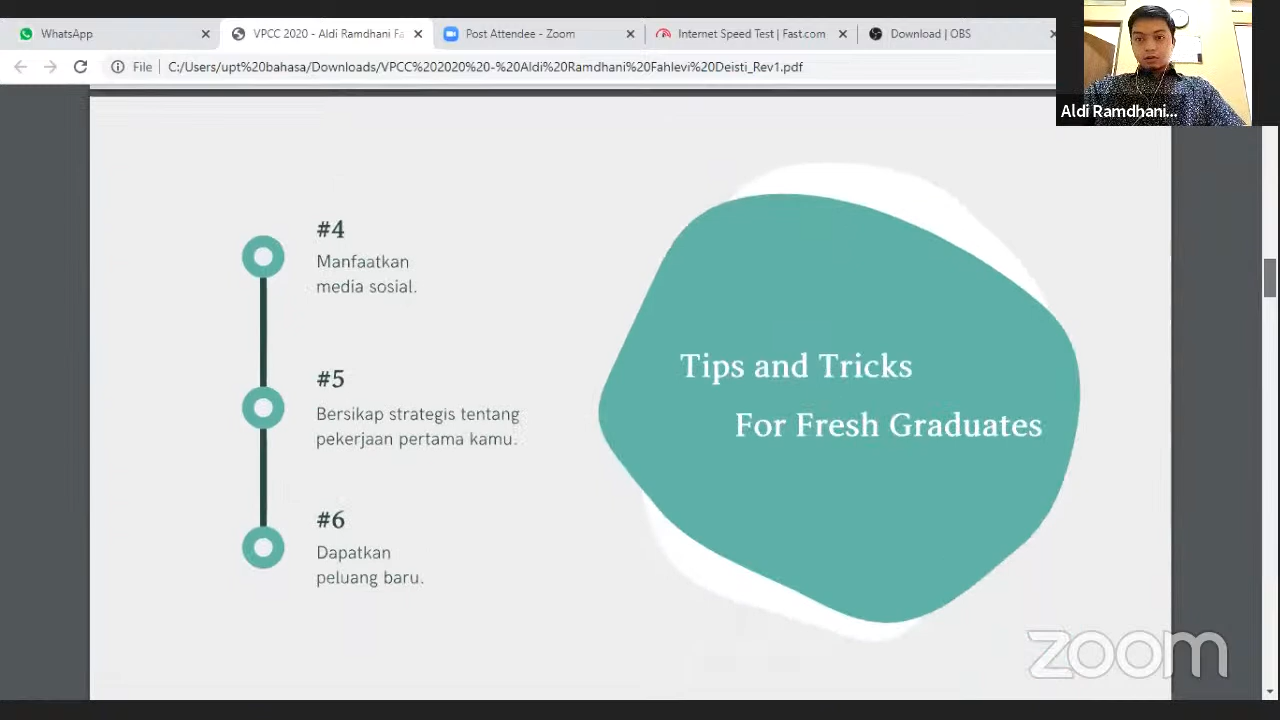 WhatsApp
VPCC 2020 - Aldi Ramdhani Fa
Post Attendee - Zoom
Internet Speed Test | Fast.com
Download | OBS
File | C:/Users/upt%20bahasa/Downloads/VPCC%202020%20-%20Aldi%20Ramdhani%20Fahlevi%20Deisti_Rev1.pdf
Aldi Ramdhani...
#4
Manfaatkan
media sosial.
#5
Bersikap strategis tentang
pekerjaan pertama kamu.
#6
Dapatkan
peluang baru.
Tips and Tricks
For Fresh Graduates
zoom